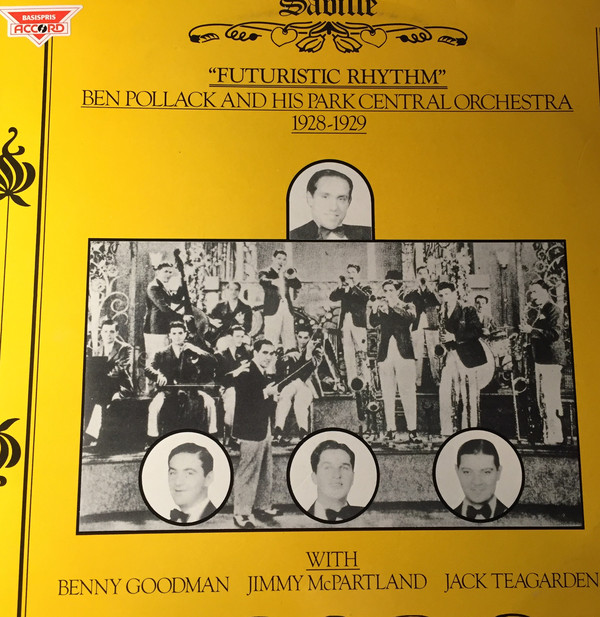 Saville
BASISPRIS
ACCORD
"FUTURISTIC RHYTHM"
BEN POLLACK AND HIS PARK CENTRAL ORCHESTRA
1928-1929
WITH
BENNY GOODMAN JIMMY McPARTLAND JACK TEAGARDEN